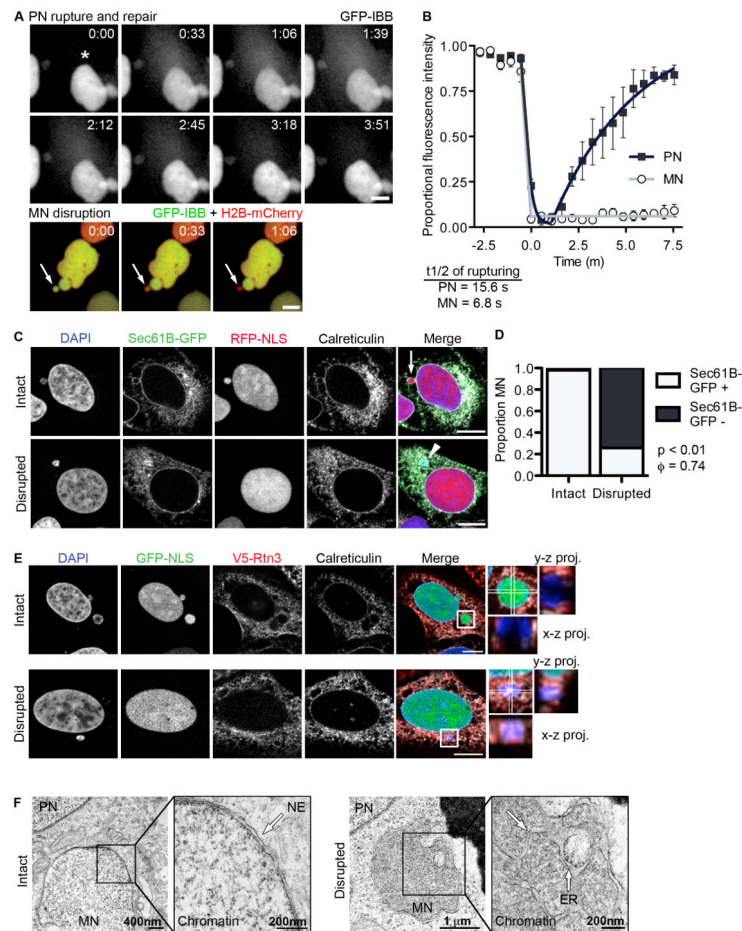 A PN rupture and repair GFP-IBB
0:00 0:33 1:06 1:39
*
2:12 2:45 3:18 3:51
MN disruption GFP-IBB + H2B-mCherry
0:00 0:33 1:06
B
Proportional fluorescence intensity
1.00
0.75
0.50
0.25
0.00
-2.5 0.0 2.5 5.0 7.5
Time (m)
PN
MN
t1/2 of rupturing
PN = 15.6 s
MN = 6.8 s
C DAPI Sec61B-GFP RFP-NLS Calreticulin Merge
Intact
Disrupted
D
Proportion MN
1.0
0.8
0.6
0.4
0.2
0.0
Intact Disrupted
Sec61B-
GFP +
Sec61B-
GFP -
p < 0.01
ϕ = 0.74
E DAPI GFP-NLS V5-Rtn3 Calreticulin Merge y-z proj.
Intact
x-z proj.
y-z proj.
Disrupted
x-z proj.
F
Intact
PN
MN
400nm
NE
Chromatin
200nm
Disrupted
PN
MN
1 μm
ER
Chromatin
200nm